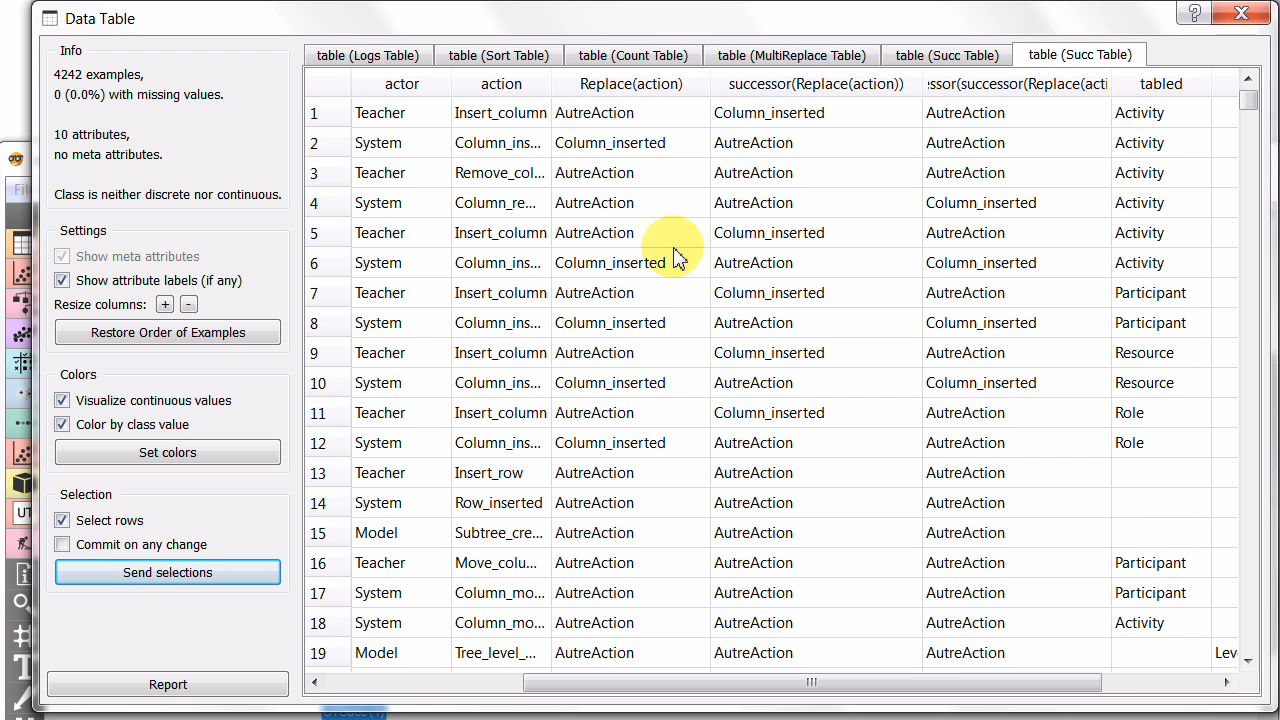 Data Table
Info
4242 examples,
0 (0.0%) with missing values.
10 attributes,
no meta attributes.
Class is neither discrete nor continuous.
Settings
Show meta attributes
Show attribute labels (if any)
Resize columns: + -
Restore Order of Examples
Colors
Visualize continuous values
Color by class value
Set colors
Selection
Select rows
Commit on any change
Send selections
Report
table (Logs Table) table (Sort Table) table (Count Table) table (MultiReplace Table) table (Succ Table) table (Succ Table)
actor action Replace(action) successor(Replace(action)) essor(successor(Replace(acti tabled
1 Teacher Insert_column AutreAction Column_inserted AutreAction Activity
2 System Column_ins... Column_inserted AutreAction AutreAction Activity
3 Teacher Remove_col... AutreAction AutreAction AutreAction Activity
4 System Column_re... AutreAction AutreAction Column_inserted Activity
5 Teacher Insert_column AutreAction Column_inserted AutreAction Activity
6 System Column_ins... Column_inserted AutreAction Column_inserted Activity
7 Teacher Insert_column AutreAction Column_inserted AutreAction Participant
8 System Column_ins... Column_inserted AutreAction Column_inserted Participant
9 Teacher Insert_column AutreAction Column_inserted AutreAction Resource
10 System Column_ins... Column_inserted AutreAction Column_inserted Resource
11 Teacher Insert_column AutreAction Column_inserted AutreAction Role
12 System Column_ins... Column_inserted AutreAction AutreAction Role
13 Teacher Insert_row AutreAction AutreAction AutreAction
14 System Row_inserted AutreAction AutreAction AutreAction
15 Model Subtree_cre... AutreAction AutreAction AutreAction
16 Teacher Move_colu... AutreAction AutreAction AutreAction Participant
17 System Column_mo... AutreAction AutreAction AutreAction Participant
18 System Column_mo... AutreAction AutreAction AutreAction Activity
19 Model Tree_level_... AutreAction AutreAction AutreAction Lev